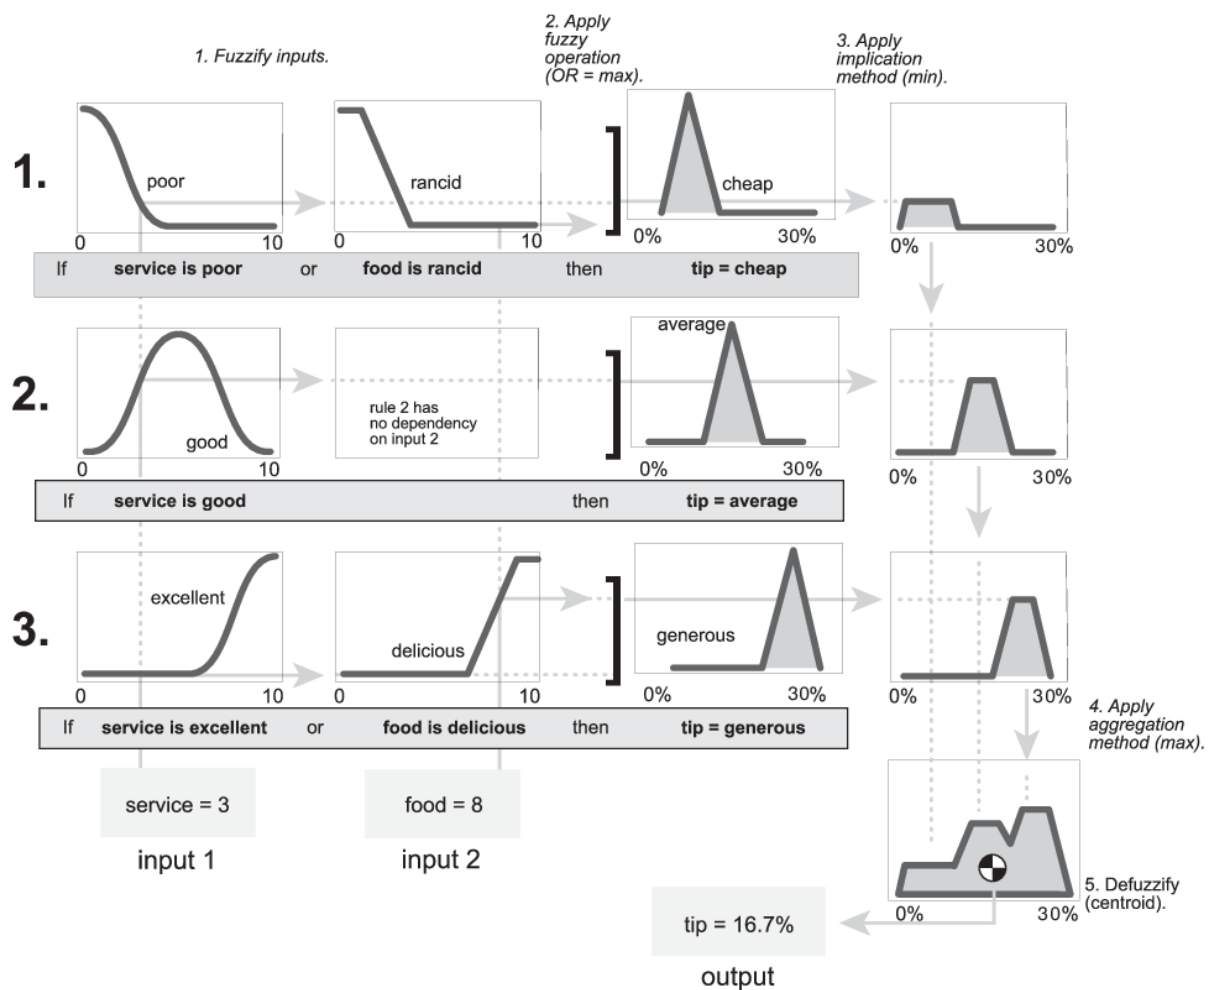 1. Fuzzify inputs.
2. Apply
fuzzy
operation
(OR = max).
3. Apply
implication
method (min).
1.
poor
rancid
cheap
0 10
0 10
0% 30%
0% 30%
If service is poor or food is rancid then tip = cheap
2.
good
rule 2 has
no dependency
on input 2
average
0 10
0% 30%
0% 30%
If service is good then tip = average
3.
excellent
delicious
generous
0 10
0 10
0% 30%
0% 30%
If service is excellent or food is delicious then tip = generous
4. Apply
aggregation
method (max).
service = 3
input 1
food = 8
input 2
0% 30%
5. Defuzzify
(centroid).
tip = 16.7%
output